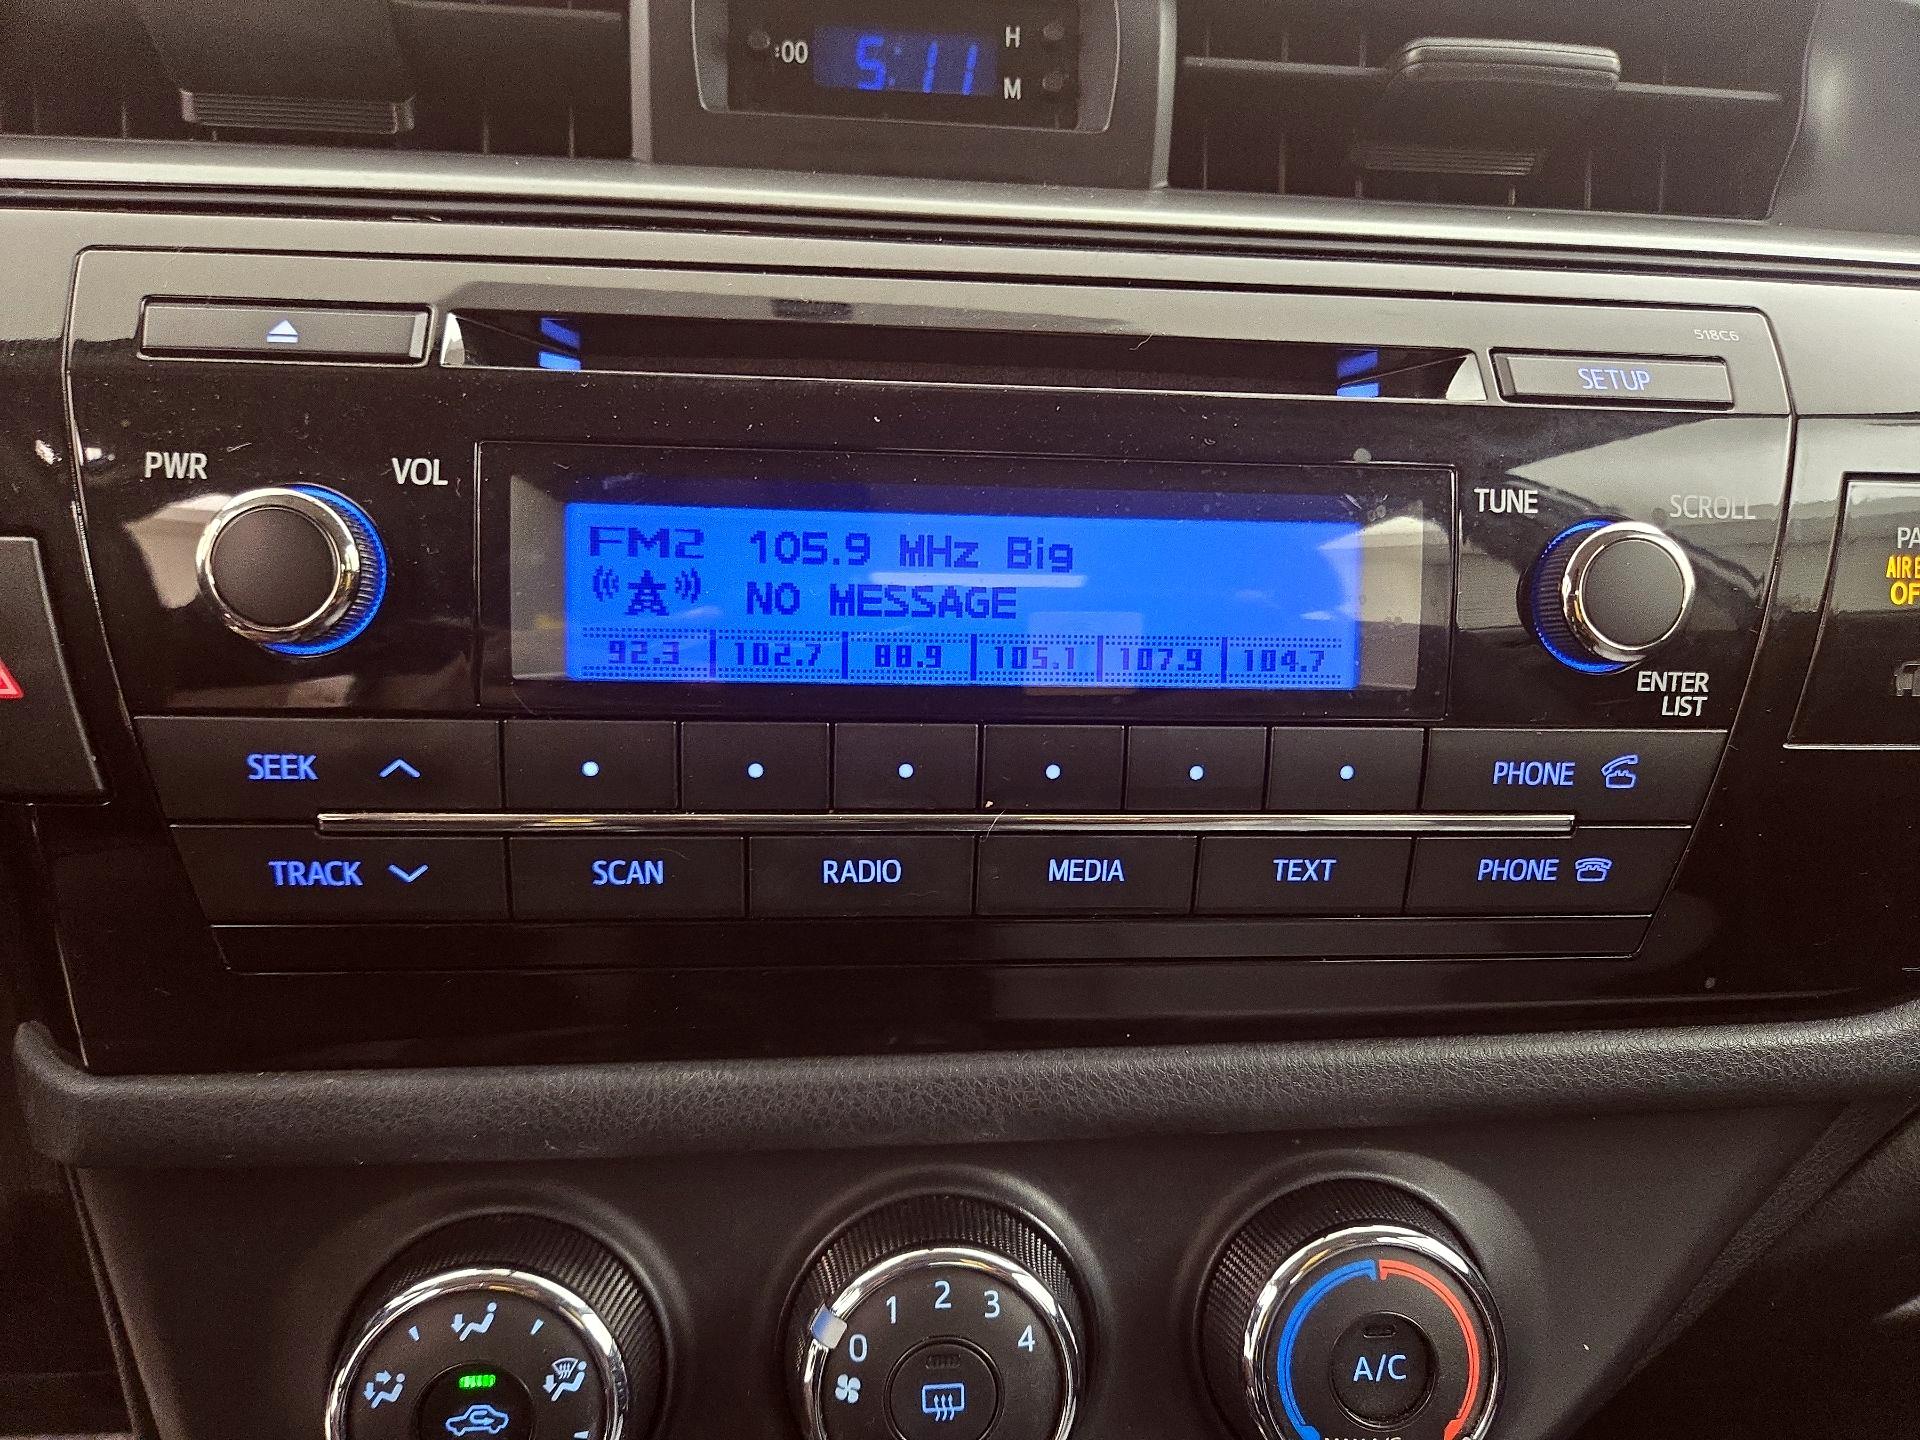 :00 5:11 H
M
518C6
SETUP
PWR VOL
TUNE SCROLL
FM2 105.9 MHz Big
NO MESSAGE
92.3 102.7 88.9 105.1 107.9 104.7
ENTER
LIST
SEEK
PHONE
TRACK SCAN RADIO MEDIA TEXT PHONE
0 1 2 3 4
A/C